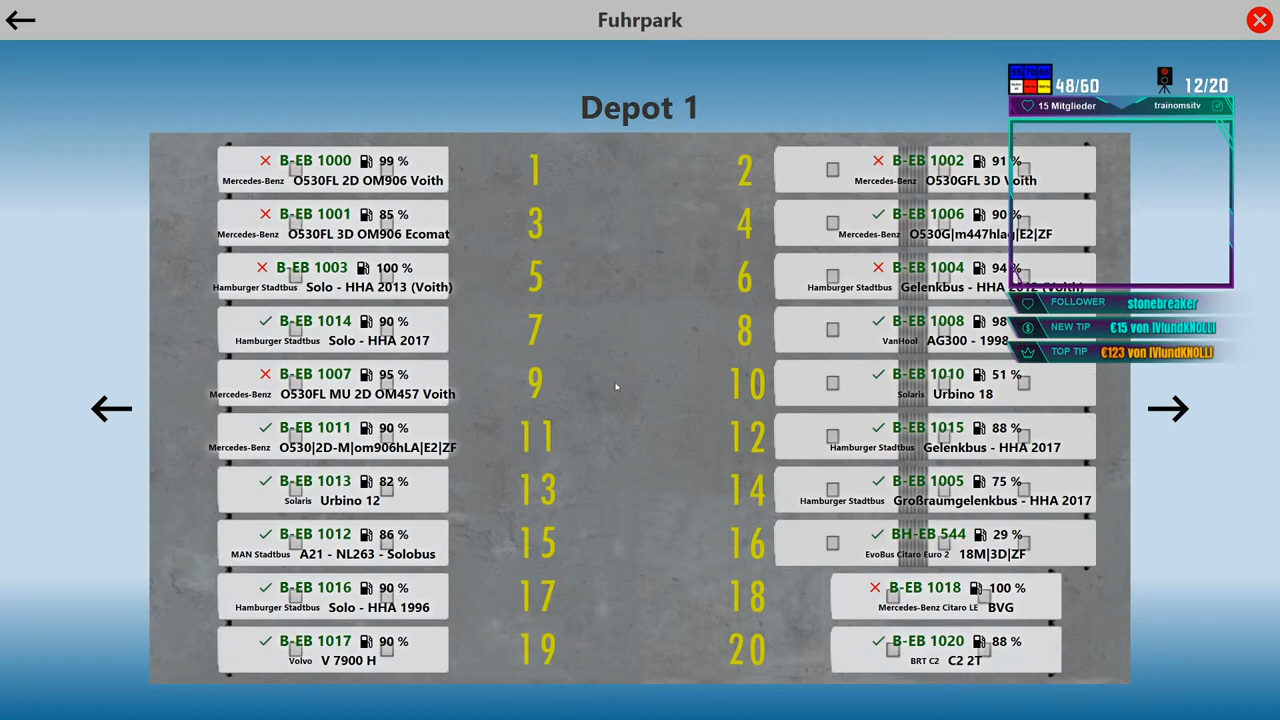 Fuhrpark
48/60
12/20
15 Mitglieder
trainomsitv
Depot 1
B-EB 1000 99 %
Mercedes-Benz O530FL 2D OM906 Voith
1
2
B-EB 1002 91 %
Mercedes-Benz O530GFL 3D Voith
B-EB 1001 85 %
Mercedes-Benz O530FL 3D OM906 Ecomat
3
4
B-EB 1006 90 %
Mercedes-Benz O530G|m447hlag|E2|ZF
B-EB 1003 100 %
Hamburger Stadtbus Solo - HHA 2013 (Voith)
5
6
B-EB 1004 94 %
Hamburger Stadtbus Gelenkbus - HHA 2012 (Voith)
FOLLOWER stonebreaker
B-EB 1014 90 %
Hamburger Stadtbus Solo - HHA 2017
7
8
B-EB 1008 98
VanHool AG300 - 1998
NEW TIP €15 von IVlundKNOLLI
TOP TIP €123 von IVlundKNOLLI
B-EB 1007 95 %
Mercedes-Benz O530FL MU 2D OM457 Voith
9
10
B-EB 1010 51 %
Solaris Urbino 18
B-EB 1011 90 %
Mercedes-Benz O530|2D-M|om906hLA|E2|ZF
11
12
B-EB 1015 88 %
Hamburger Stadtbus Gelenkbus - HHA 2017
B-EB 1013 82 %
Solaris Urbino 12
13
14
B-EB 1005 75 %
Hamburger Stadtbus Großraumgelenkbus - HHA 2017
B-EB 1012 86 %
MAN Stadtbus A21 - NL263 - Solobus
15
16
BH-EB 544 29 %
EvoBus Citaro Euro 2 18M|3D|ZF
B-EB 1016 90 %
Hamburger Stadtbus Solo - HHA 1996
17
18
B-EB 1018 100 %
Mercedes-Benz Citaro LE BVG
B-EB 1017 90 %
Volvo V 7900 H
19
20
B-EB 1020 88 %
BRT C2 C2 2T